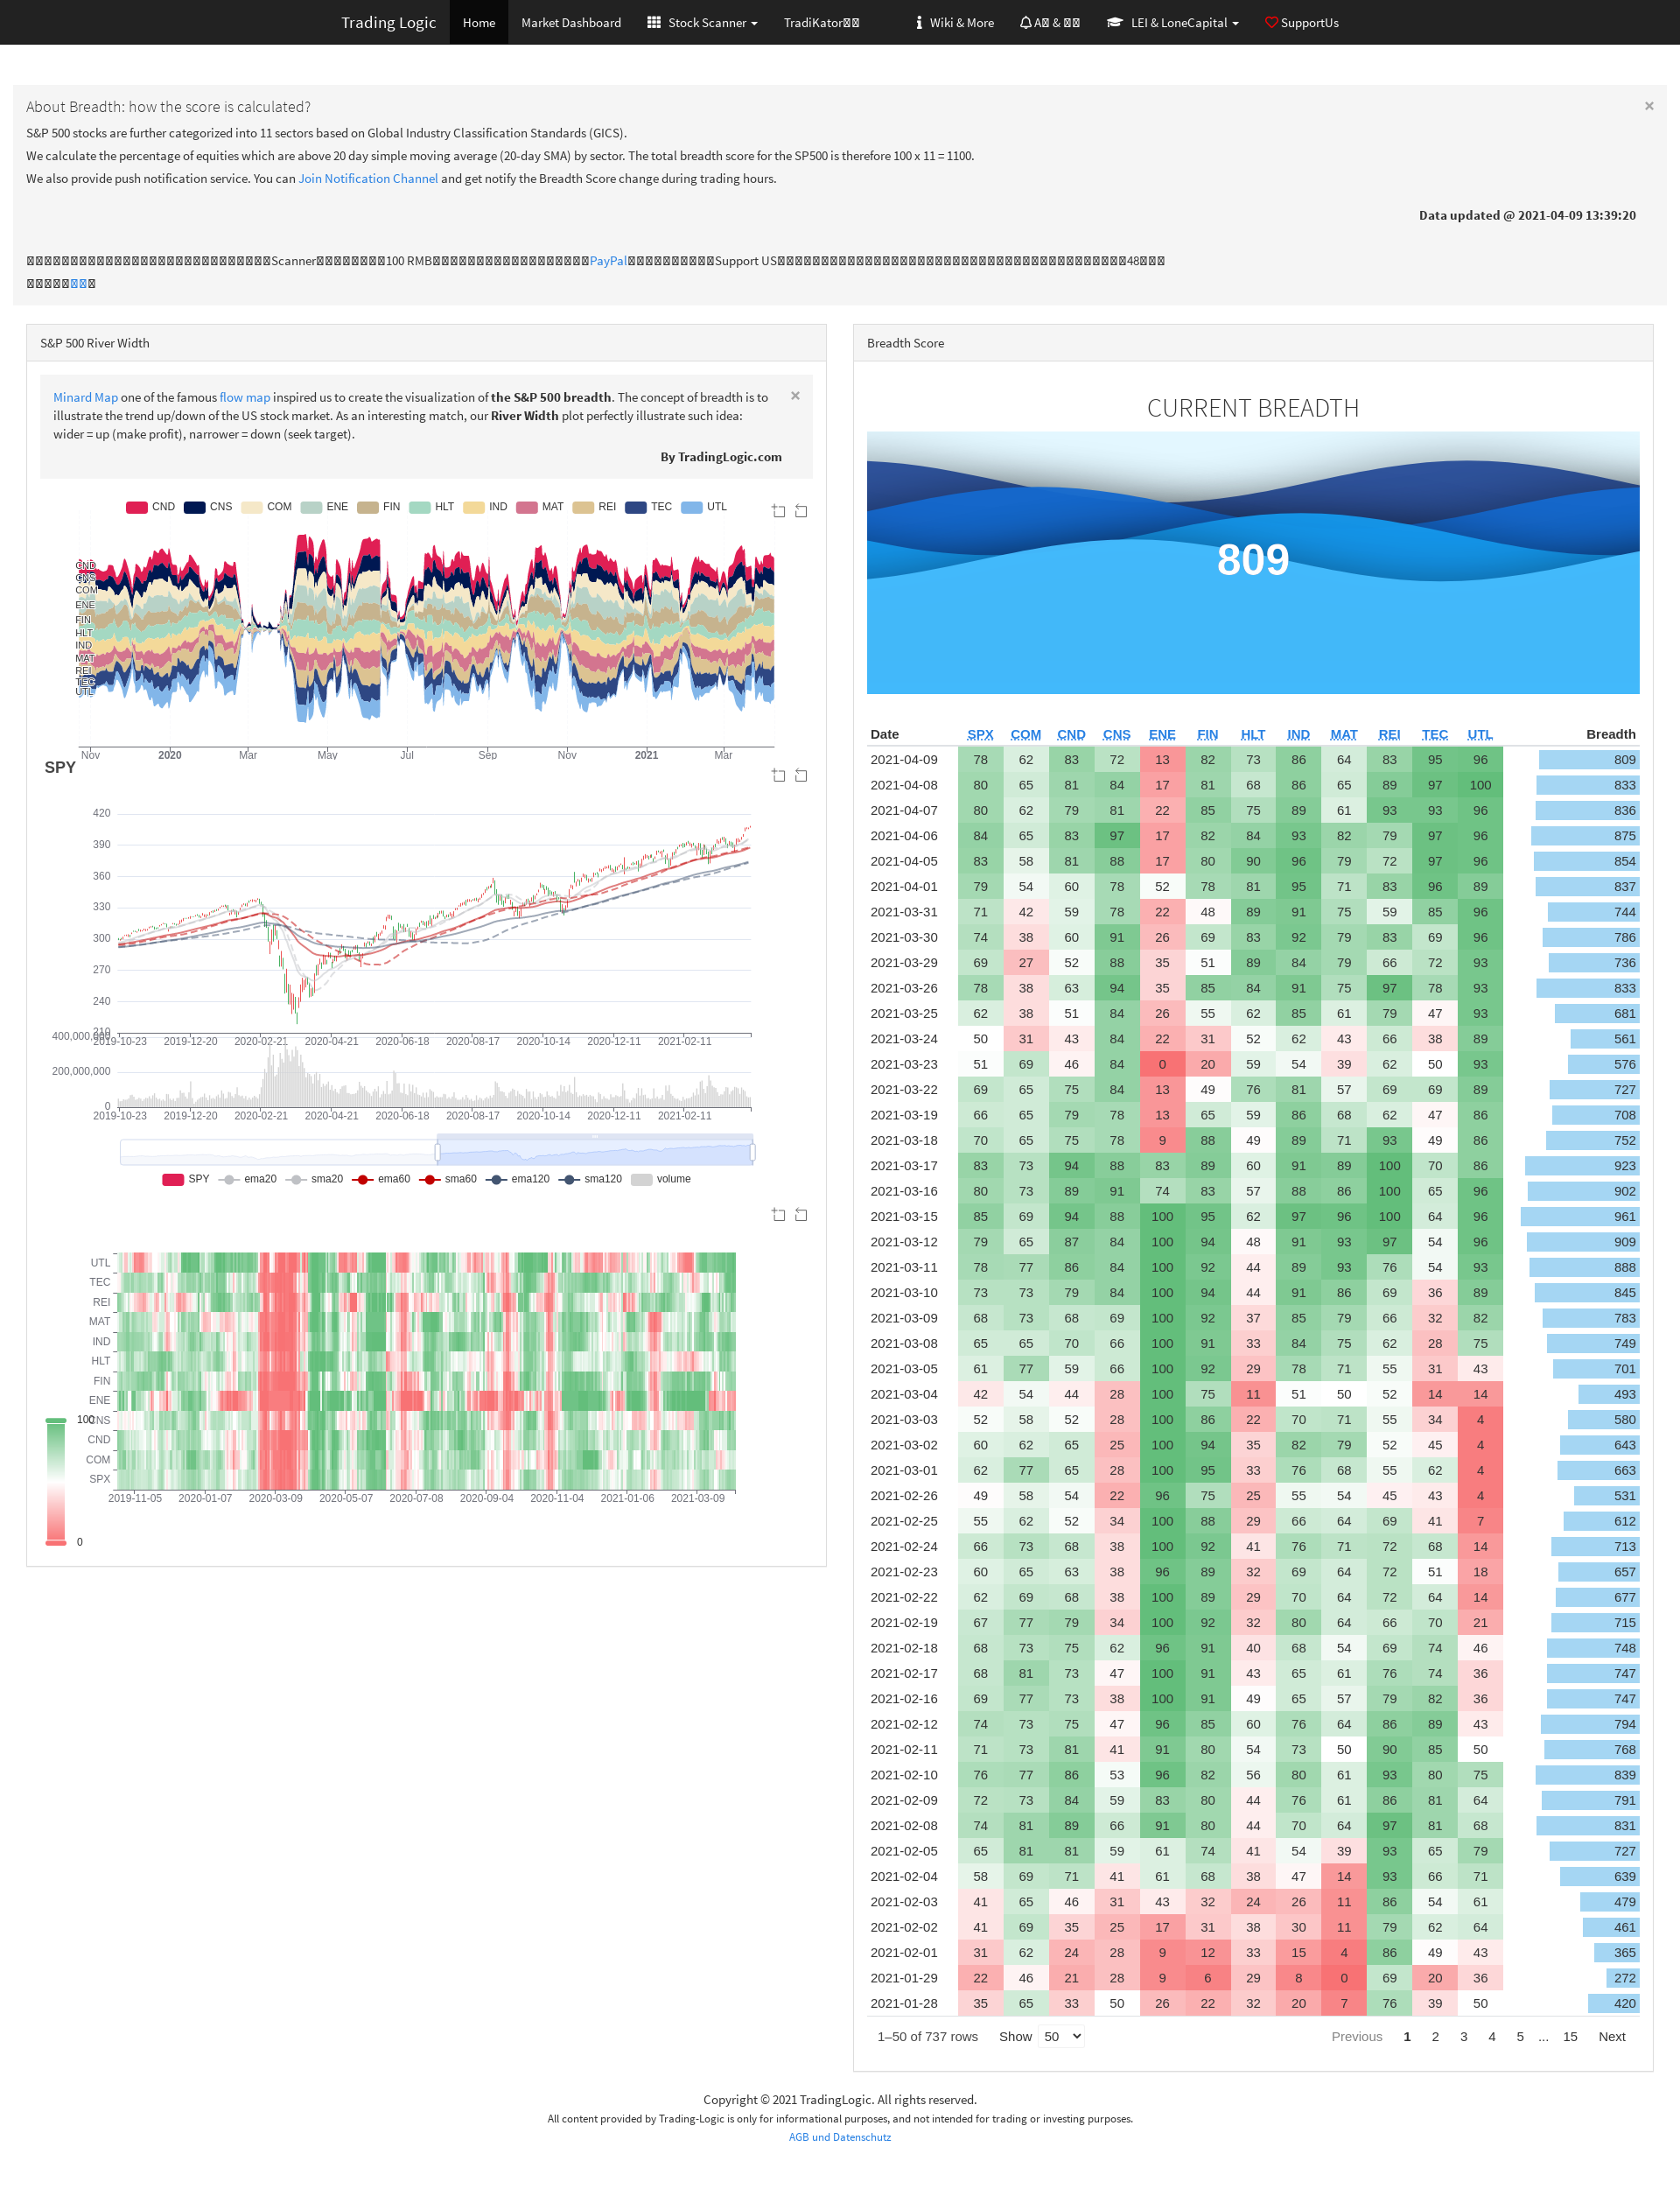 Trading Logic Home Market Dashboard Stock Scanner TradiKator Wiki & More A & LEI & LoneCapital SupportUs
About Breadth: how the score is calculated? ×
S&P 500 stocks are further categorized into 11 sectors based on Global Industry Classification Standards (GICS).
We calculate the percentage of equities which are above 20 day simple moving average (20-day SMA) by sector. The total breadth score for the SP500 is therefore 100 x 11 = 1100.
We also provide push notification service. You can Join Notification Channel and get notify the Breadth Score change during trading hours.
Data updated @ 2021-04-09 13:39:20
Scanner 100 RMB PayPal Support US 48
S&P 500 River Width
Minard Map one of the famous flow map inspired us to create the visualization of the S&P 500 breadth. The concept of breadth is to ×
illustrate the trend up/down of the US stock market. As an interesting match, our River Width plot perfectly illustrate such idea:
wider = up (make profit), narrower = down (seek target).
By TradingLogic.com
CND CNS COM ENE FIN HLT IND MAT REI TEC UTL
CND
CNS
COM
ENE
FIN
HLT
IND
MAT
REI
TEC
UTL
Nov 2020 Mar May Jul Sep Nov 2021 Mar
SPY
420
390
360
330
300
270
240
210
2019-10-23 2019-12-20 2020-02-21 2020-04-21 2020-06-18 2020-08-17 2020-10-14 2020-12-11 2021-02-11
400,000,000
200,000,000
0
2019-10-23 2019-12-20 2020-02-21 2020-04-21 2020-06-18 2020-08-17 2020-10-14 2020-12-11 2021-02-11
SPY ema20 sma20 ema60 sma60 ema120 sma120 volume
UTL
TEC
REI
MAT
IND
HLT
FIN
ENE
CNS
CND
COM
SPX
2019-11-05 2020-01-07 2020-03-09 2020-05-07 2020-07-08 2020-09-04 2020-11-04 2021-01-06 2021-03-09
100
0
Breadth Score
CURRENT BREADTH
809
Date SPX COM CND CNS ENE FIN HLT IND MAT REI TEC UTL Breadth
2021-04-09 78 62 83 72 13 82 73 86 64 83 95 96 809
2021-04-08 80 65 81 84 17 81 68 86 65 89 97 100 833
2021-04-07 80 62 79 81 22 85 75 89 61 93 93 96 836
2021-04-06 84 65 83 97 17 82 84 93 82 79 97 96 875
2021-04-05 83 58 81 88 17 80 90 96 79 72 97 96 854
2021-04-01 79 54 60 78 52 78 81 95 71 83 96 89 837
2021-03-31 71 42 59 78 22 48 89 91 75 59 85 96 744
2021-03-30 74 38 60 91 26 69 83 92 79 83 69 96 786
2021-03-29 69 27 52 88 35 51 89 84 79 66 72 93 736
2021-03-26 78 38 63 94 35 85 84 91 75 97 78 93 833
2021-03-25 62 38 51 84 26 55 62 85 61 79 47 93 681
2021-03-24 50 31 43 84 22 31 52 62 43 66 38 89 561
2021-03-23 51 69 46 84 0 20 59 54 39 62 50 93 576
2021-03-22 69 65 75 84 13 49 76 81 57 69 69 89 727
2021-03-19 66 65 79 78 13 65 59 86 68 62 47 86 708
2021-03-18 70 65 75 78 9 88 49 89 71 93 49 86 752
2021-03-17 83 73 94 88 83 89 60 91 89 100 70 86 923
2021-03-16 80 73 89 91 74 83 57 88 86 100 65 96 902
2021-03-15 85 69 94 88 100 95 62 97 96 100 64 96 961
2021-03-12 79 65 87 84 100 94 48 91 93 97 54 96 909
2021-03-11 78 77 86 84 100 92 44 89 93 76 54 93 888
2021-03-10 73 73 79 84 100 94 44 91 86 69 36 89 845
2021-03-09 68 73 68 69 100 92 37 85 79 66 32 82 783
2021-03-08 65 65 70 66 100 91 33 84 75 62 28 75 749
2021-03-05 61 77 59 66 100 92 29 78 71 55 31 43 701
2021-03-04 42 54 44 28 100 75 11 51 50 52 14 14 493
2021-03-03 52 58 52 28 100 86 22 70 71 55 34 4 580
2021-03-02 60 62 65 25 100 94 35 82 79 52 45 4 643
2021-03-01 62 77 65 28 100 95 33 76 68 55 62 4 663
2021-02-26 49 58 54 22 96 75 25 55 54 45 43 4 531
2021-02-25 55 62 52 34 100 88 29 66 64 69 41 7 612
2021-02-24 66 73 68 38 100 92 41 76 71 72 68 14 713
2021-02-23 60 65 63 38 96 89 32 69 64 72 51 18 657
2021-02-22 62 69 68 38 100 89 29 70 64 72 64 14 677
2021-02-19 67 77 79 34 100 92 32 80 64 66 70 21 715
2021-02-18 68 73 75 62 96 91 40 68 54 69 74 46 748
2021-02-17 68 81 73 47 100 91 43 65 61 76 74 36 747
2021-02-16 69 77 73 38 100 91 49 65 57 79 82 36 747
2021-02-12 74 73 75 47 96 85 60 76 64 86 89 43 794
2021-02-11 71 73 81 41 91 80 54 73 50 90 85 50 768
2021-02-10 76 77 86 53 96 82 56 80 61 93 80 75 839
2021-02-09 72 73 84 59 83 80 44 76 61 86 81 64 791
2021-02-08 74 81 89 66 91 80 44 70 64 97 81 68 831
2021-02-05 65 81 81 59 61 74 41 54 39 93 65 79 727
2021-02-04 58 69 71 41 61 68 38 47 14 93 66 71 639
2021-02-03 41 65 46 31 43 32 24 26 11 86 54 61 479
2021-02-02 41 69 35 25 17 31 38 30 11 79 62 64 461
2021-02-01 31 62 24 28 9 12 33 15 4 86 49 43 365
2021-01-29 22 46 21 28 9 6 29 8 0 69 20 36 272
2021-01-28 35 65 33 50 26 22 32 20 7 76 39 50 420
1–50 of 737 rows Show 50 Previous 1 2 3 4 5 ... 15 Next
Copyright © 2021 TradingLogic. All rights reserved.
All content provided by Trading-Logic is only for informational purposes, and not intended for trading or investing purposes.
AGB und Datenschutz